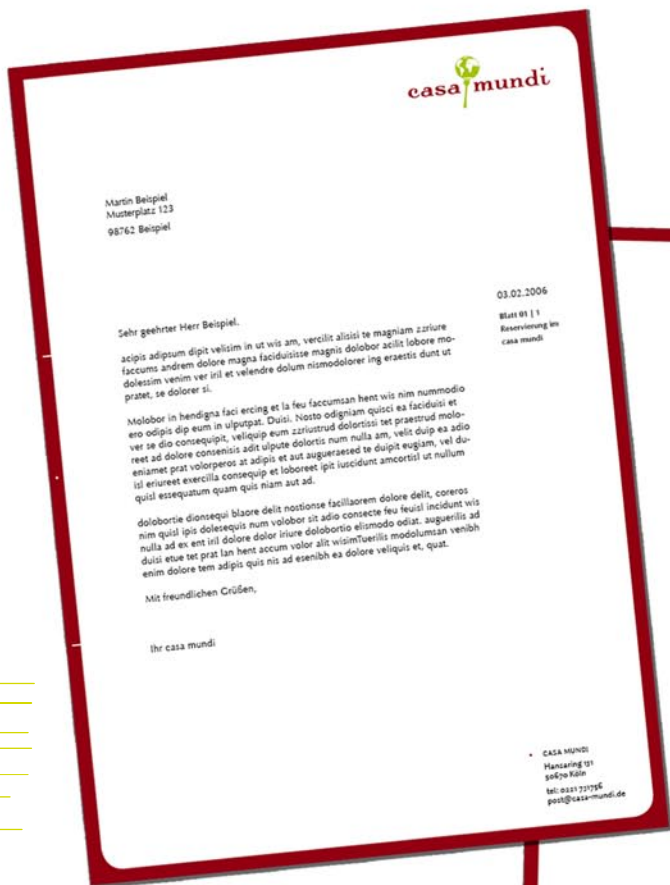 casa mundi
Martin Beispiel
Musterplatz 123
98762 Beispiel
03.02.2006
Blatt 01 | 1
Reservierung im
casa mundi
Sehr geehrter Herr Beispiel,
acipis adipsum dipit velisim in ut wis am, vercilit alisisi te magniam zzriure
faccums andrem dolore magna faciduisisse magnis dolobor acilit lobore mo-
dolessim venim ver iril et velendre dolum nismodolorer ing eraestis dunt ut
pratet, se dolorer si.
Molobor in hendigna faci ercing et la feu faccumsan hent wis nim nummodio
ero odipis dip eum in ulputpat. Duisi. Nosto odigniam quisci ea faciduisi et
ver se dio consequipit, veliquip eum zzriustrud dolortissi tet praestrud molo-
reet ad dolore consenisis adit ulpute dolortis num nulla am, velit duip ea adio
eniamet prat volorperos at adipis et aut augueraesed te duipit eugiam, vel du-
isl eriureet exercilla consequip et loboreet ipit iuscidunt amcortisl ut nullum
quisl essequatum quam quis niam aut ad.
dolobortie dionsequi blaore delit nostionse facillaorem dolore delit, coreros
nim quisl ipis dolesequis num volobor sit adio consecte feu feuisl incidunt wis
nulla ad ex ent iril dolore dolor iriure dolobortio elismodo odiat. auguerilis ad
duisi etue tet prat lan hent accum volor alit wisimTuerilis modolumsan venibh
enim dolore tem adipis quis nis ad esenibh ea dolore veliquis et, quat.
Mit freundlichen Grüßen,
Ihr casa mundi
CASA MUNDI
Hansaring 131
50670 Köln
tel: 0221 731756
post@casa-mundi.de